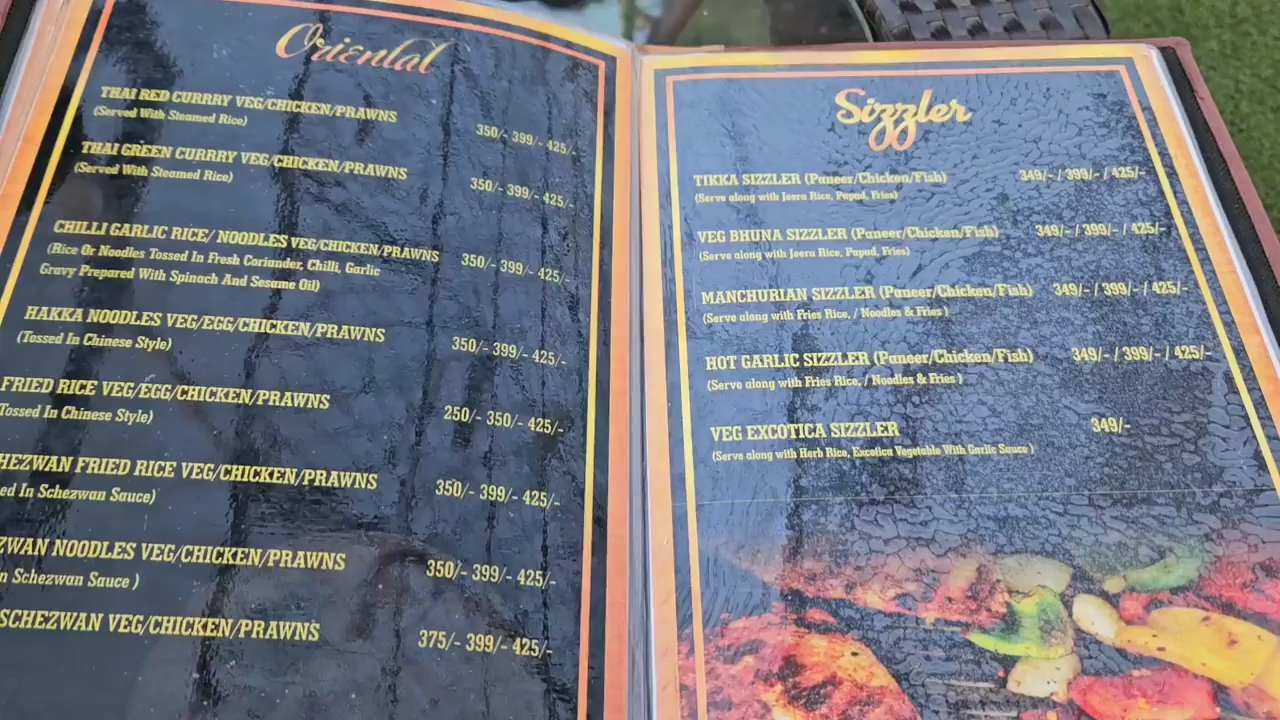 Oriental
THAI RED CURRRY VEG/CHICKEN/PRAWNS 350/- 399/- 425/-
(Served With Steamed Rice)
THAI GREEN CURRY VEG/CHICKEN/PRAWNS 350/- 399/- 425/-
(Served With Steamed Rice)
CHILLI GARLIC RICE/ NOODLES VEG/CHICKEN/PRAWNS 350/- 399/- 425/-
(Rice Or Noodles Tossed In Fresh Coriander, Chilli, Garlic
Gravy Prepared With Spinach And Sesame Oil)
HAKKA NOODLES VEG/EGG/CHICKEN/PRAWNS 350/- 399/- 425/-
(Tossed In Chinese Style)
FRIED RICE VEG/EGG/CHICKEN/PRAWNS 250/- 350/- 425/-
Tossed In Chinese Style)
HEZWAN FRIED RICE VEG/CHICKEN/PRAWNS 350/- 399/- 425/-
ed In Schezwan Sauce)
ZWAN NOODLES VEG/CHICKEN/PRAWNS 350/- 399/- 425/-
n Schezwan Sauce )
SCHEZWAN VEG/CHICKEN/PRAWNS 375/- 399/- 425/-
Sizzler
TIKKA SIZZLER (Paneer/Chicken/Fish) 349/- / 399/- / 425/-
(Serve along with Jeera Rice, Papad, Fries)
VEG BHUNA SIZZLER (Paneer/Chicken/Fish) 349/- / 399/- / 425/-
(Serve along with Jeera Rice, Papad, Fries)
MANCHURIAN SIZZLER (Paneer/Chicken/Fish) 349/- / 399/- / 425/-
(Serve along with Fries Rice, / Noodles & Fries )
HOT GARLIC SIZZLER (Paneer/Chicken/Fish) 349/- / 399/- / 425/-
(Serve along with Fries Rice, / Noodles & Fries )
VEG EXCOTICA SIZZLER 349/-
(Serve along with Herb Rice, Excotica Vegetable With Garlic Sauce )